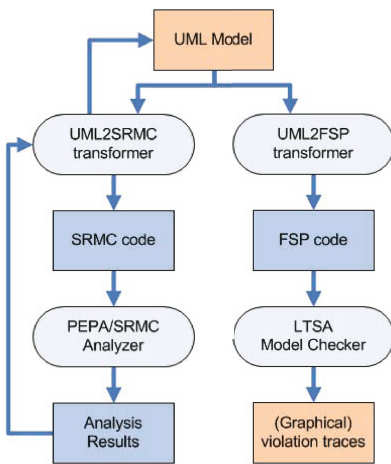 UML Model
UML2SRMC
transformer
UML2FSP
transformer
SRMC code
FSP code
PEPA/SRMC
Analyzer
LTSA
Model Checker
Analysis
Results
(Graphical)
violation traces